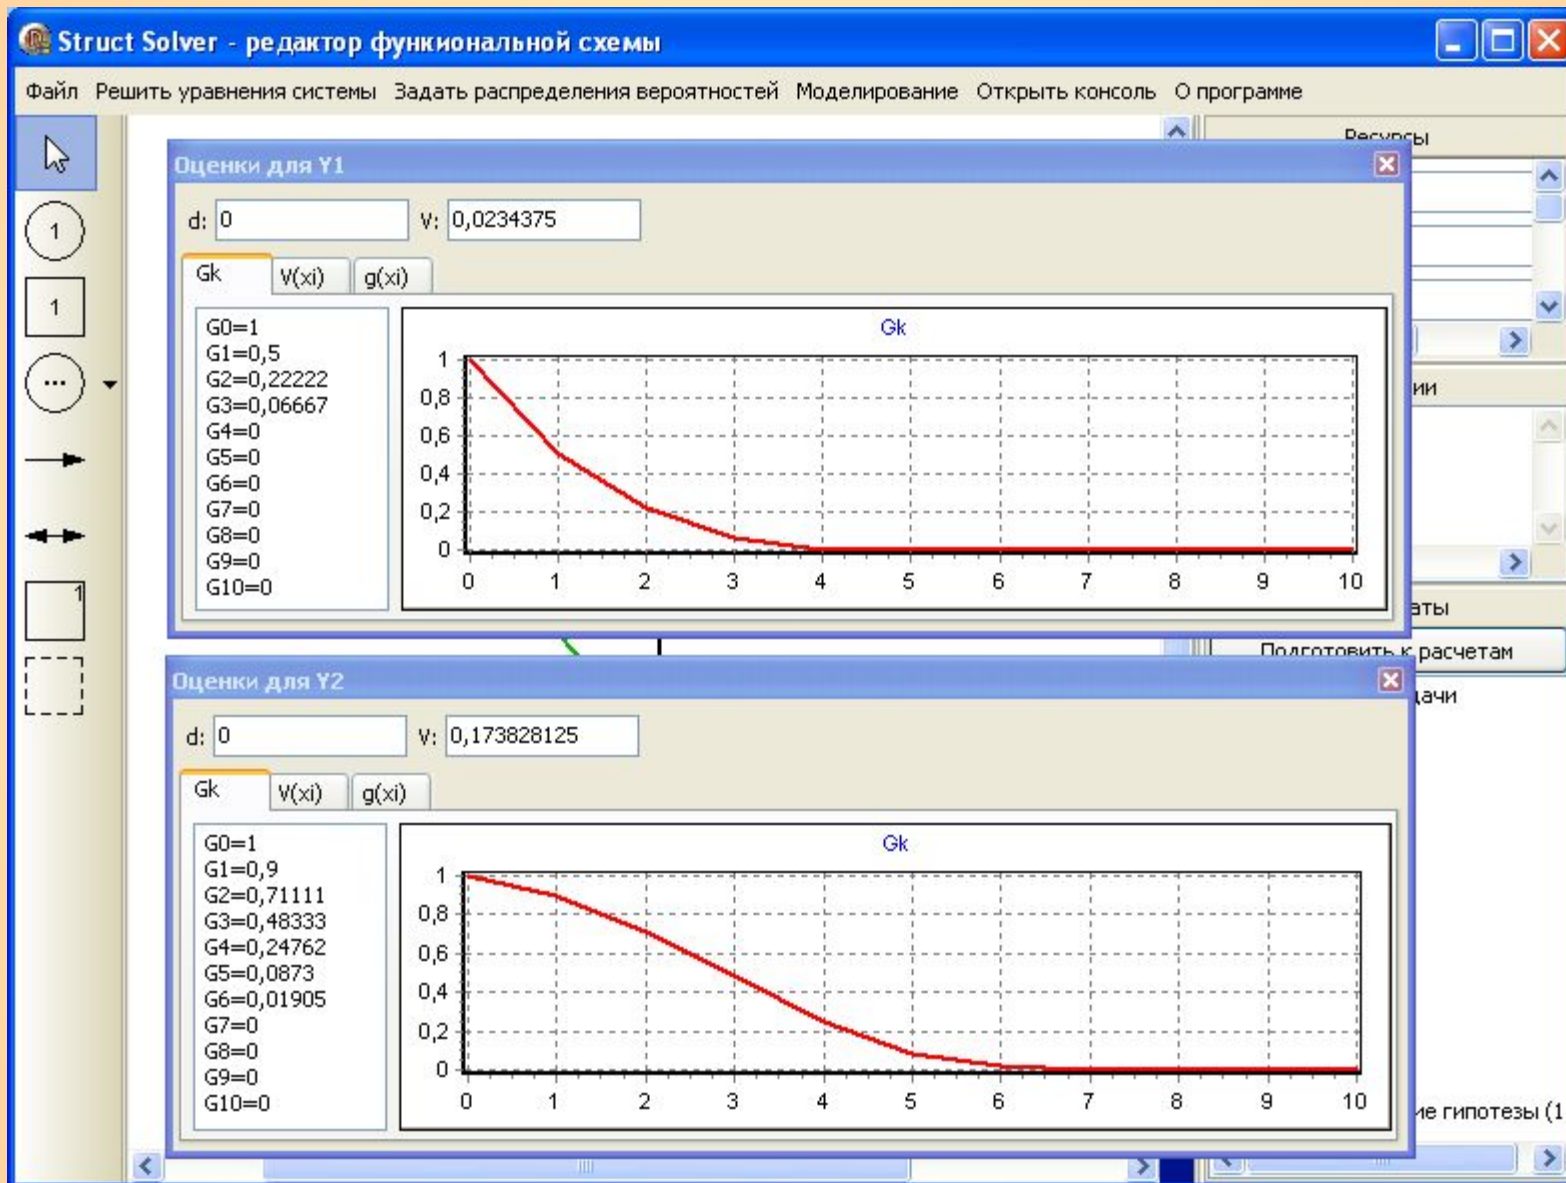 Struct Solver - редактор функиональной схемы
Файл Решить уравнения системы Задать распределения вероятностей Моделирование Открыть консоль О программе
Ресурсы
1
1
...
1
Оценки для Y1
d: 0 V: 0,0234375
Gk V(xi) g(xi)
G0=1
G1=0,5
G2=0,22222
G3=0,06667
G4=0
G5=0
G6=0
G7=0
G8=0
G9=0
G10=0
Gk
1
0,8
0,6
0,4
0,2
0
0 1 2 3 4 5 6 7 8 9 10
Подготовить к расчетам
Оценки для Y2
d: 0 V: 0,173828125
Gk V(xi) g(xi)
G0=1
G1=0,9
G2=0,71111
G3=0,48333
G4=0,24762
G5=0,0873
G6=0,01905
G7=0
G8=0
G9=0
G10=0
Gk
1
0,8
0,6
0,4
0,2
0
0 1 2 3 4 5 6 7 8 9 10
гипотезы (1